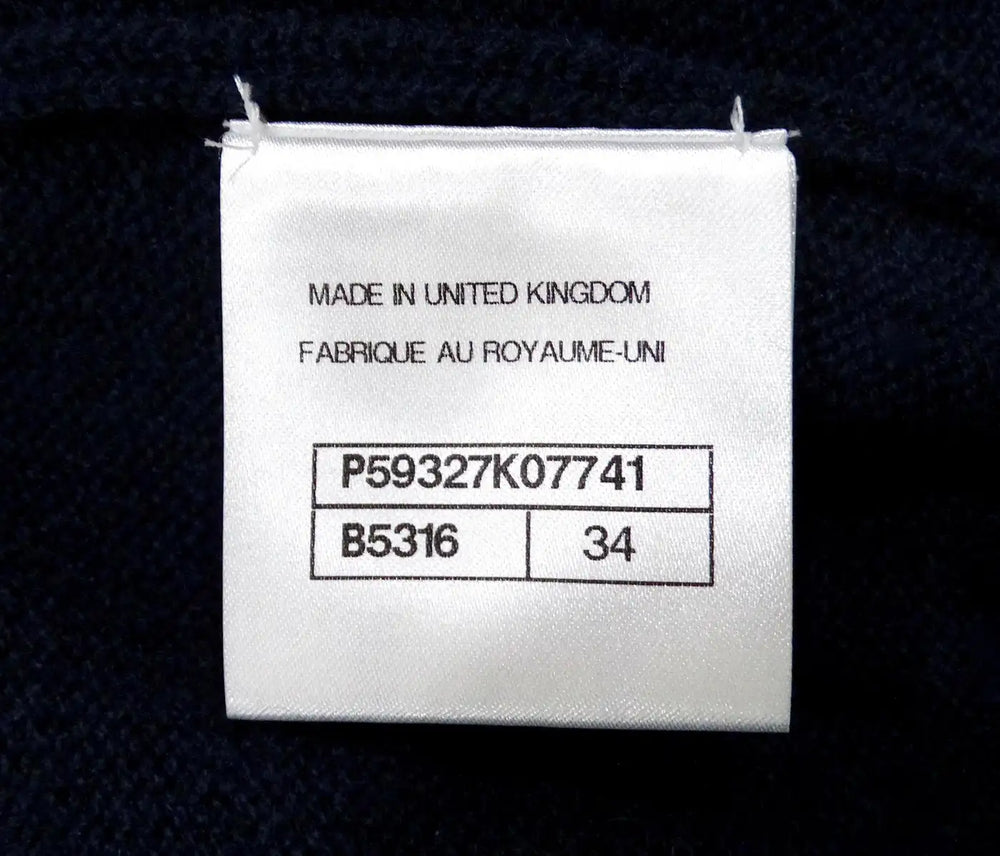 MADE IN UNITED KINGDOM
FABRIQUE AU ROYAUME-UNI
P59327K07741
B5316 34